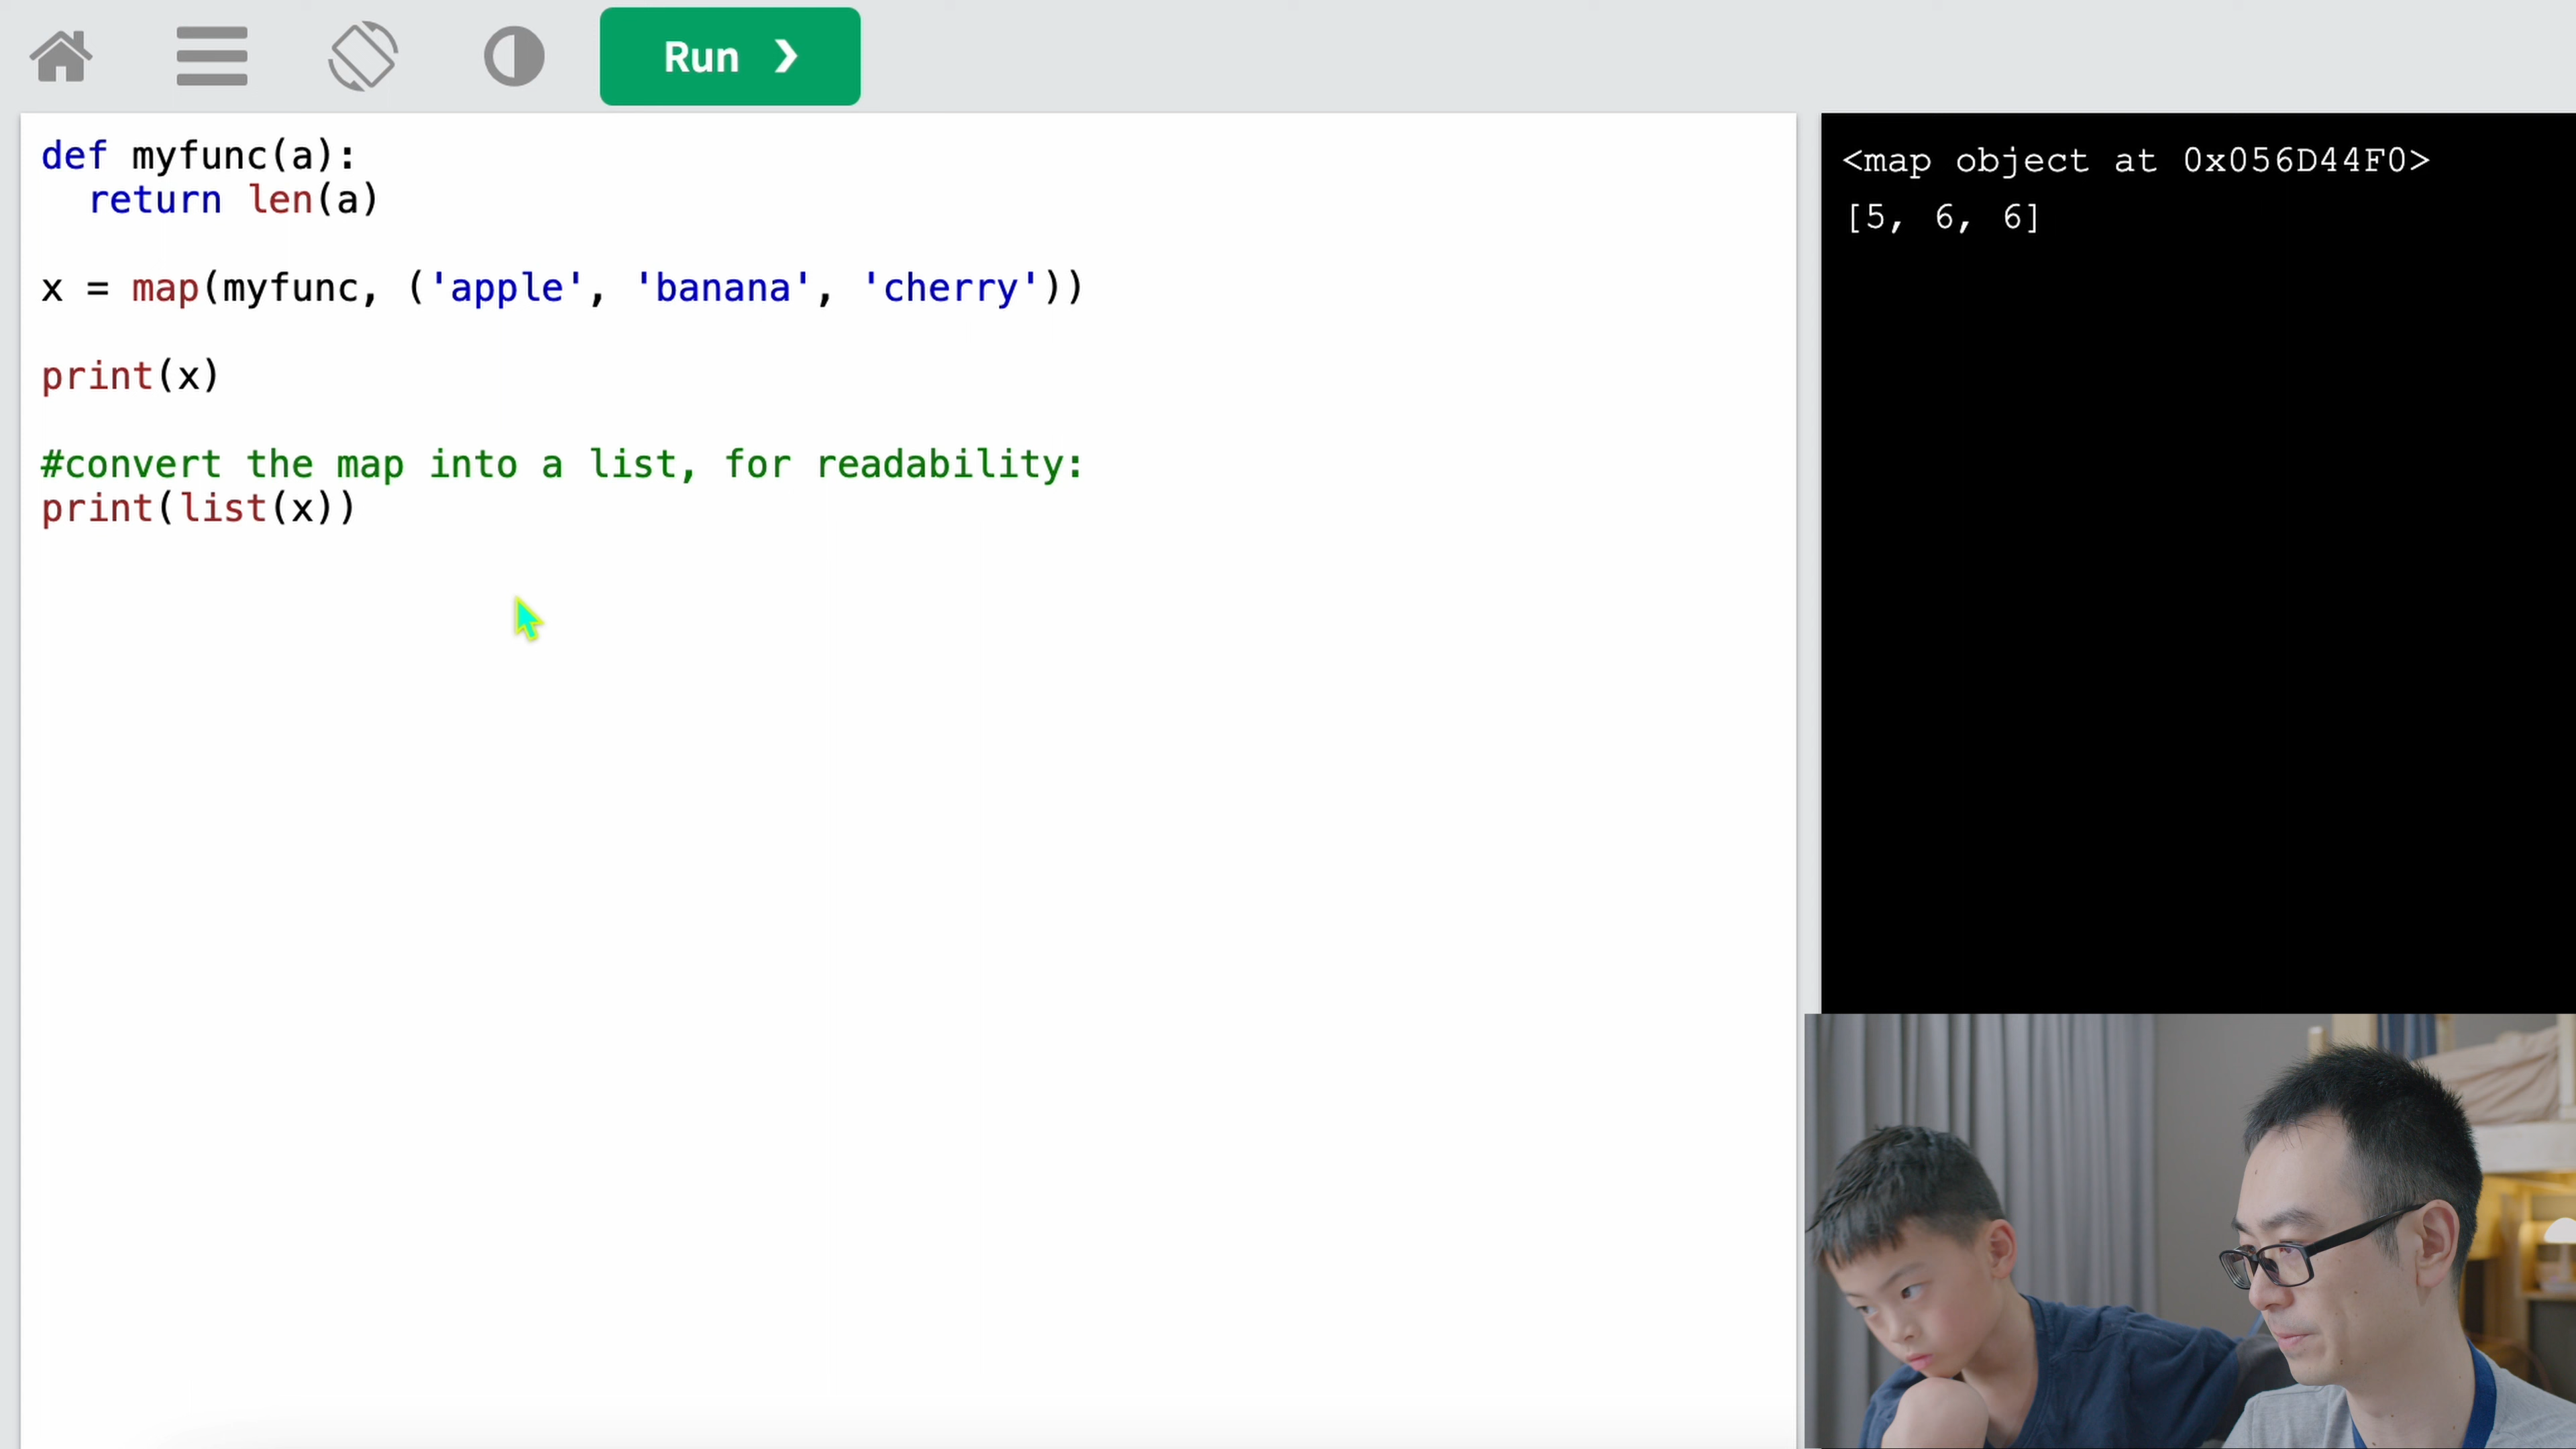 Run ❯
def myfunc(a):
  return len(a)
x = map(myfunc, ('apple', 'banana', 'cherry'))
print(x)
#convert the map into a list, for readability:
print(list(x))
<map object at 0x056D44F0>
[5, 6, 6]